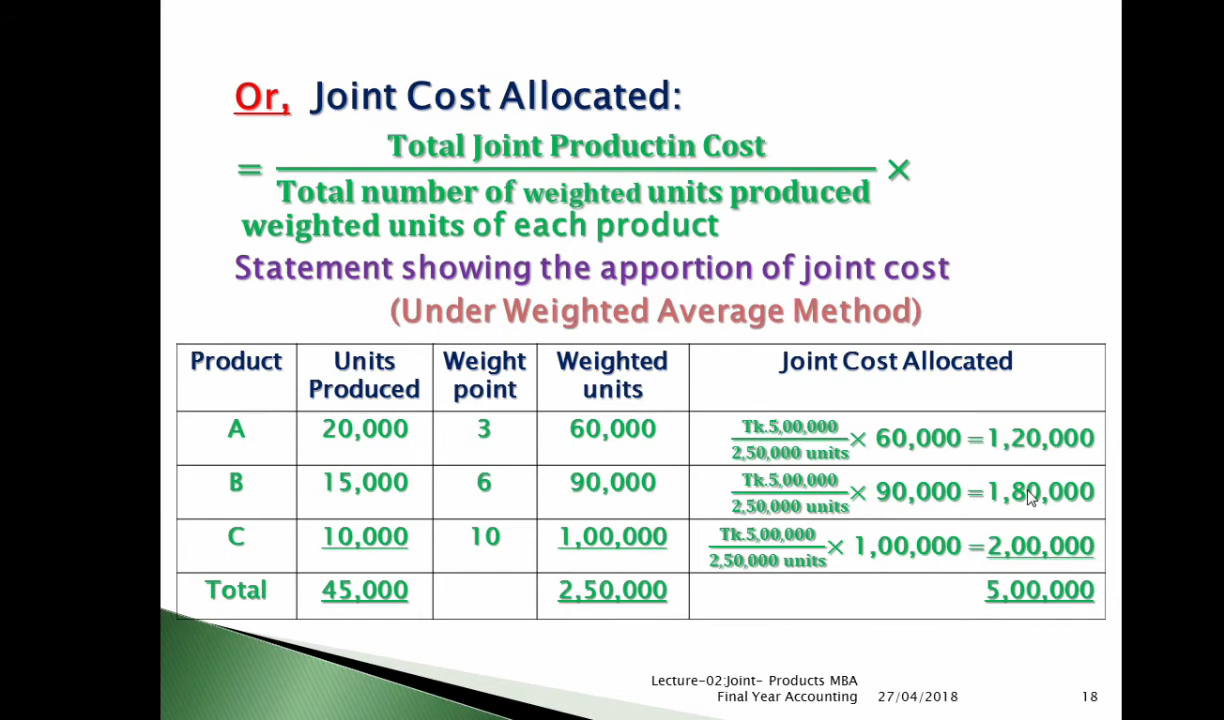 Or, Joint Cost Allocated:
= Total Joint Productin Cost
Total number of weighted units produced ×
weighted units of each product
Statement showing the apportion of joint cost
(Under Weighted Average Method)
Product Units Produced Weight point Weighted units Joint Cost Allocated
A 20,000 3 60,000 Tk.5,00,000 / 2,50,000 units × 60,000 =1,20,000
B 15,000 6 90,000 Tk.5,00,000 / 2,50,000 units × 90,000 =1,80,000
C 10,000 10 1,00,000 Tk.5,00,000 / 2,50,000 units × 1,00,000 =2,00,000
Total 45,000 2,50,000 5,00,000
Lecture-02:Joint- Products MBA
Final Year Accounting 27/04/2018 18